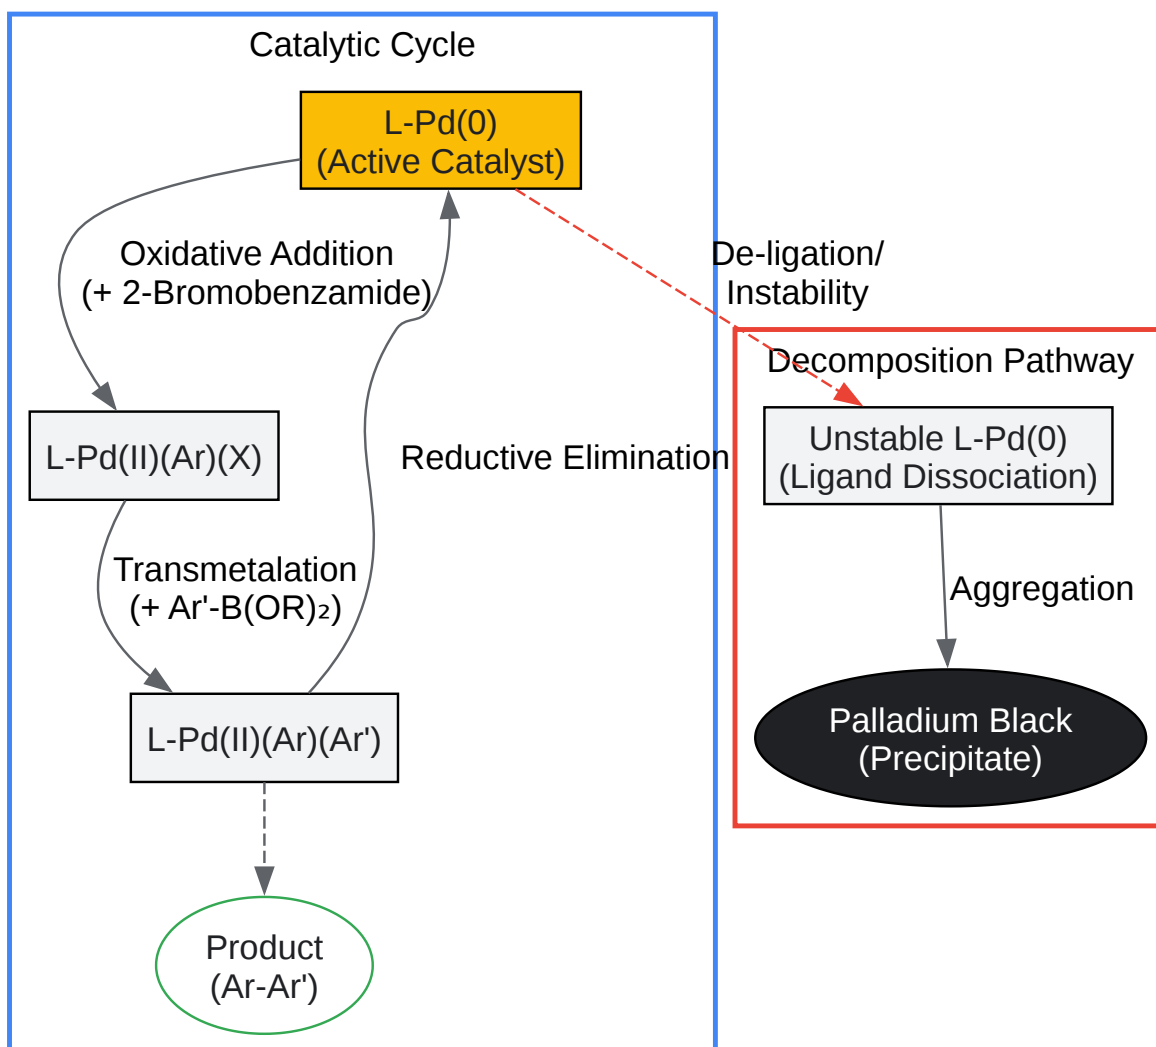 Catalytic Cycle
L-Pd(0)
(Active Catalyst)
Oxidative Addition
(+ 2-Bromobenzamide)
De-ligation/
Instability
Decomposition Pathway
L-Pd(II)(Ar)(X)
Reductive Elimination
Unstable L-Pd(0)
(Ligand Dissociation)
Transmetalation
(+ Ar'-B(OR)₂)
Aggregation
L-Pd(II)(Ar)(Ar')
Palladium Black
(Precipitate)
Product
(Ar-Ar')